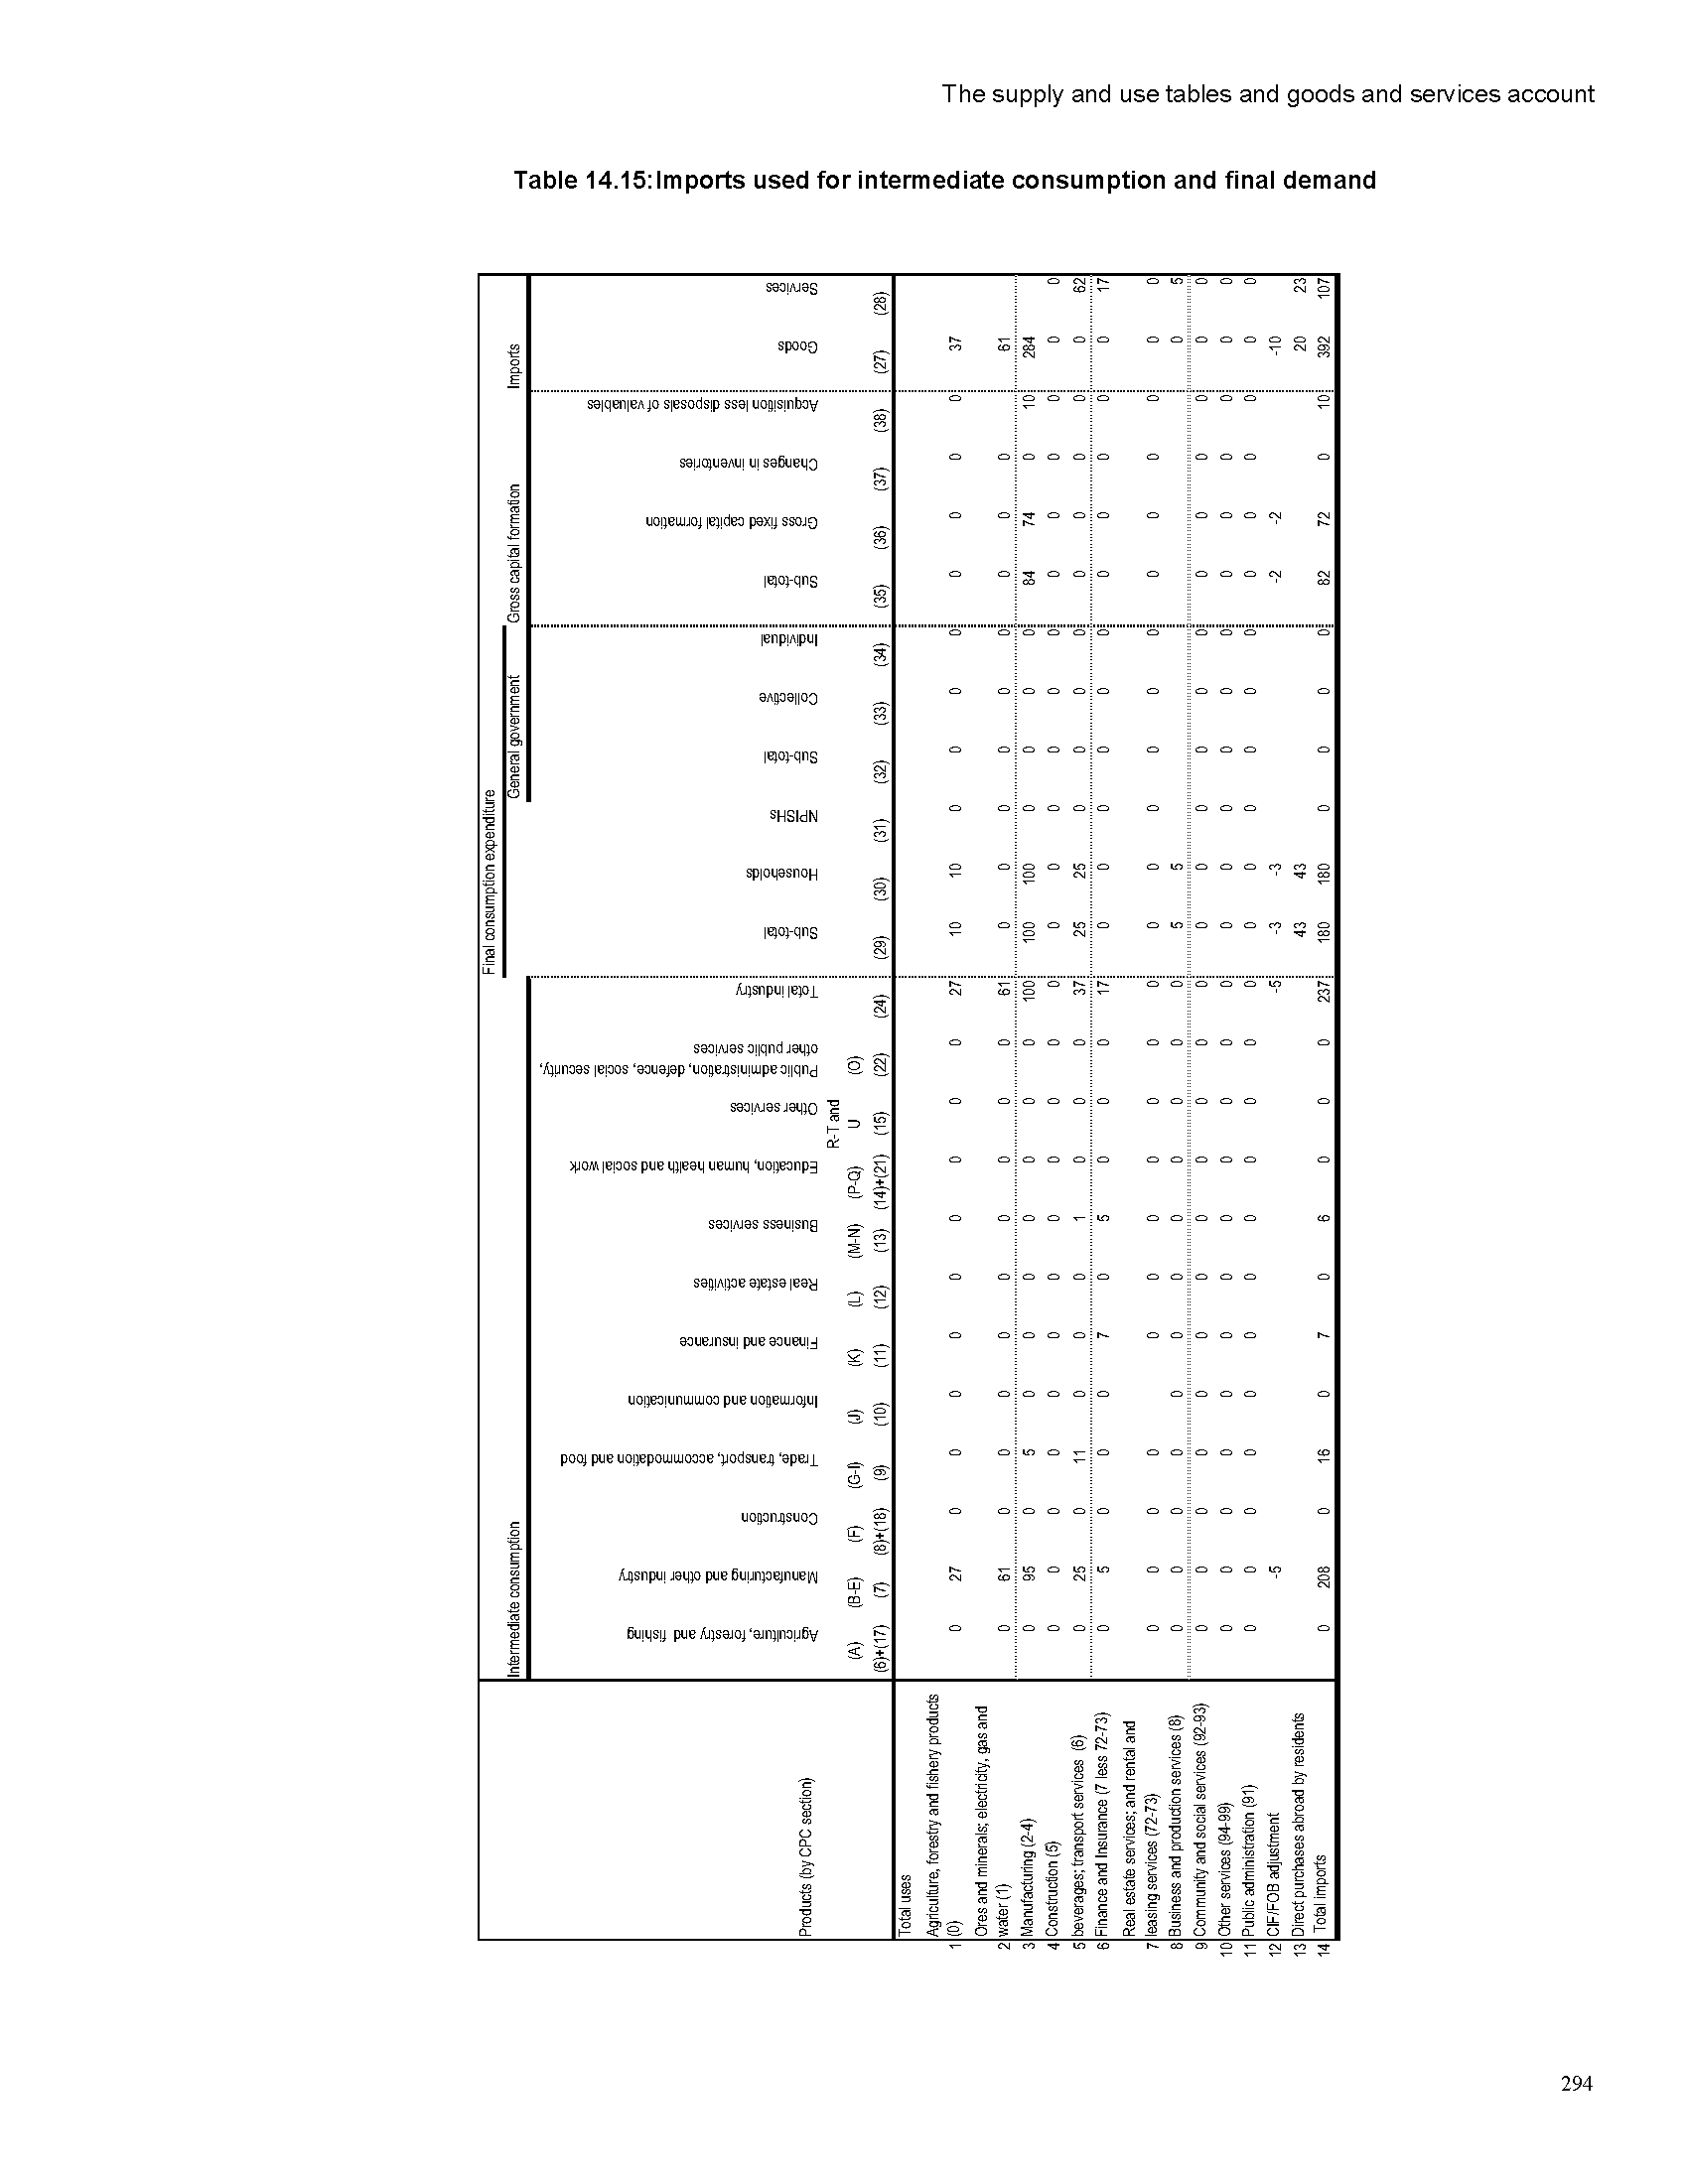 The supply and use tables and goods and services account
Table 14.15:Imports used for intermediate consumption and final demand
Final consumption expenditure
Intermediate consumption General government Gross capital formation Imports
Products (by CPC section)
Agriculture, forestry and fishing
Manufacturing and other industry
Construction
Trade, transport, accommodation and food
Information and communication
Finance and insurance
Real estate activities
Business services
Education, human health and social work
Other services
Public administration, defence, social security,
other public services
Total industry
Sub-total
Households
NPISHs
Sub-total
Collective
Individual
Sub-total
Gross fixed capital formation
Changes in inventories
Acquisition less disposals of valuables
Goods
Services
R-T and
(A) (B-E) (F) (G-I) (J) (K) (L) (M-N) (P-Q) U (O)
(6)+(17) (7) (8)+(18) (9) (10) (11) (12) (13) (14)+(21) (15) (22) (24) (29) (30) (31) (32) (33) (34) (35) (36) (37) (38) (27) (28)
Total uses
Agriculture, forestry and fishery products
1 (0) 0 27 0 0 0 0 0 0 0 0 0 27 10 10 0 0 0 0 0 0 0 0 37
Ores and minerals; electricity, gas and
2 water (1) 0 61 0 0 0 0 0 0 0 0 0 61 0 0 0 0 0 0 0 0 0 0 61
3 Manufacturing (2-4) 0 95 0 5 0 0 0 0 0 0 0 100 100 100 0 0 0 0 84 74 0 10 284
4 Construction (5) 0 0 0 0 0 0 0 0 0 0 0 0 0 0 0 0 0 0 0 0 0 0 0 0
5 beverages; transport services (6) 0 25 0 11 0 0 0 1 0 0 0 37 25 25 0 0 0 0 0 0 0 0 0 62
6 Finance and Insurance (7 less 72-73) 0 5 0 0 0 7 0 5 0 0 0 17 0 0 0 0 0 0 0 0 0 0 0 17
Real estate services; and rental and
7 leasing services (72-73) 0 0 0 0 0 0 0 0 0 0 0 0 0 0 0 0 0 0 0 0 0 0 0
8 Business and production services (8) 0 0 0 0 0 0 0 0 0 0 0 0 5 5 0 5
9 Community and social services (92-93) 0 0 0 0 0 0 0 0 0 0 0 0 0 0 0 0 0 0 0 0 0 0 0 0
10 Other services (94-99) 0 0 0 0 0 0 0 0 0 0 0 0 0 0 0 0 0 0 0 0 0 0 0 0
11 Public administration (91) 0 0 0 0 0 0 0 0 0 0 0 0 0 0 0 0 0 0 0 0 0 0 0 0
12 CIF/FOB adjustment -5 -5 -3 -3 -2 -2 -10
13 Direct purchases abroad by residents 43 43 20 23
14 Total imports 0 208 0 16 0 7 0 6 0 0 0 237 180 180 0 0 0 0 82 72 0 10 392 107
294